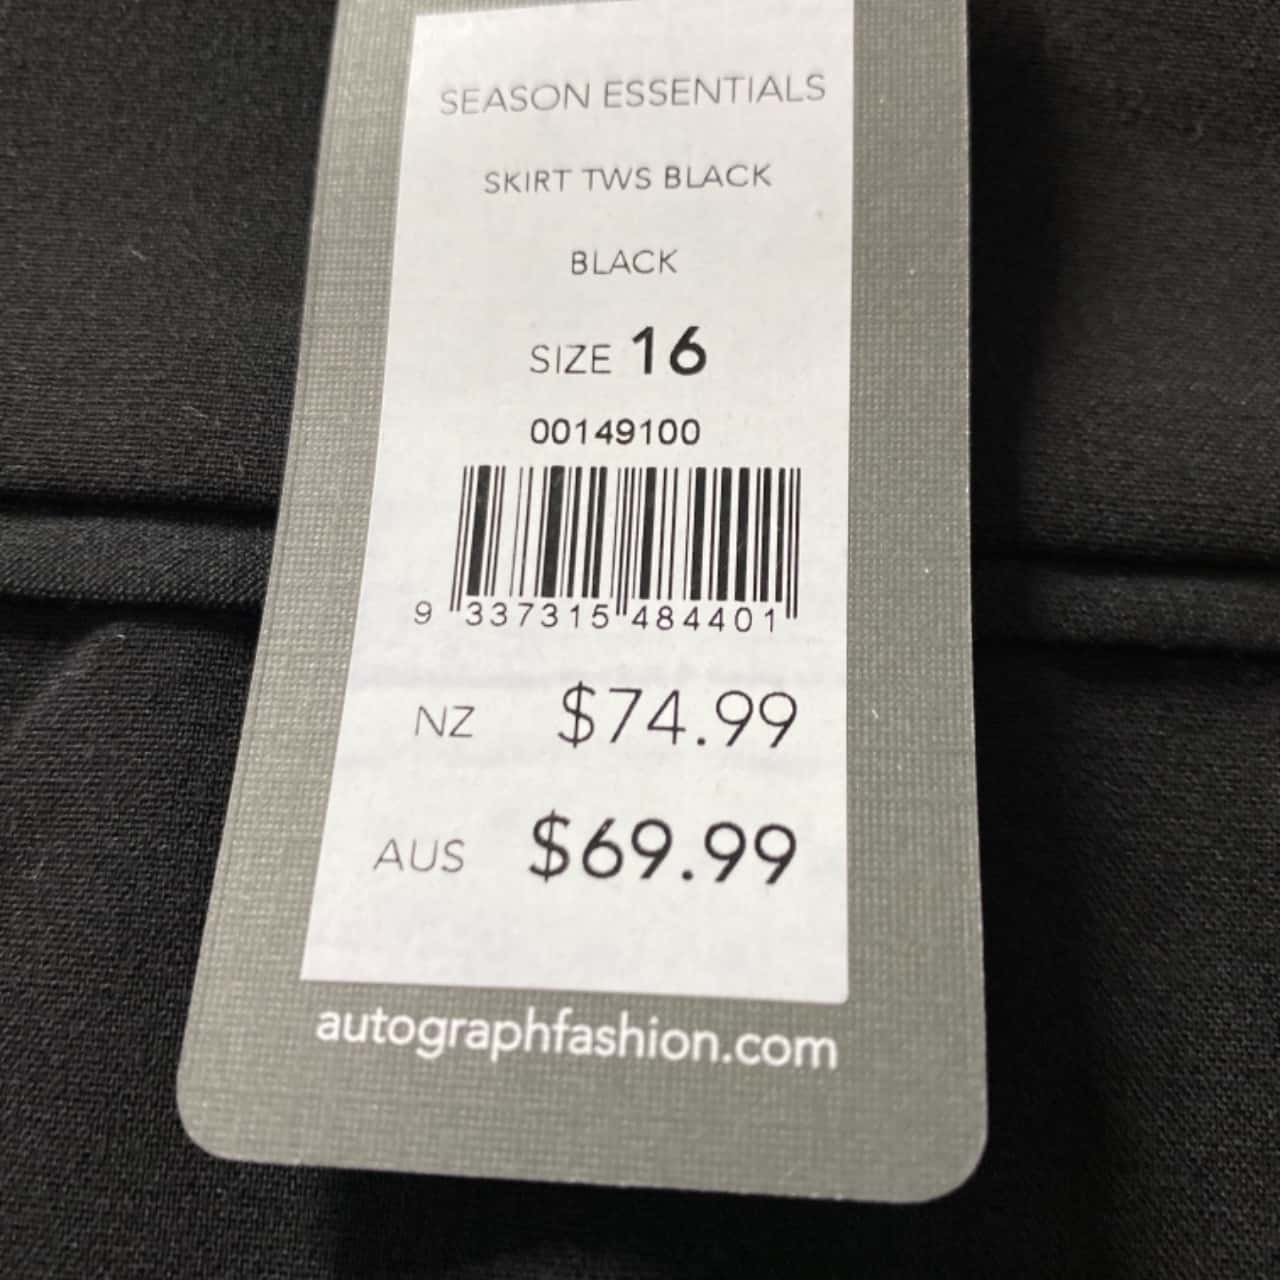 SEASON ESSENTIALS
SKIRT TWS BLACK
BLACK
SIZE 16
00149100
9 337315 484401
NZ $74.99
AUS $69.99
autographfashion.com